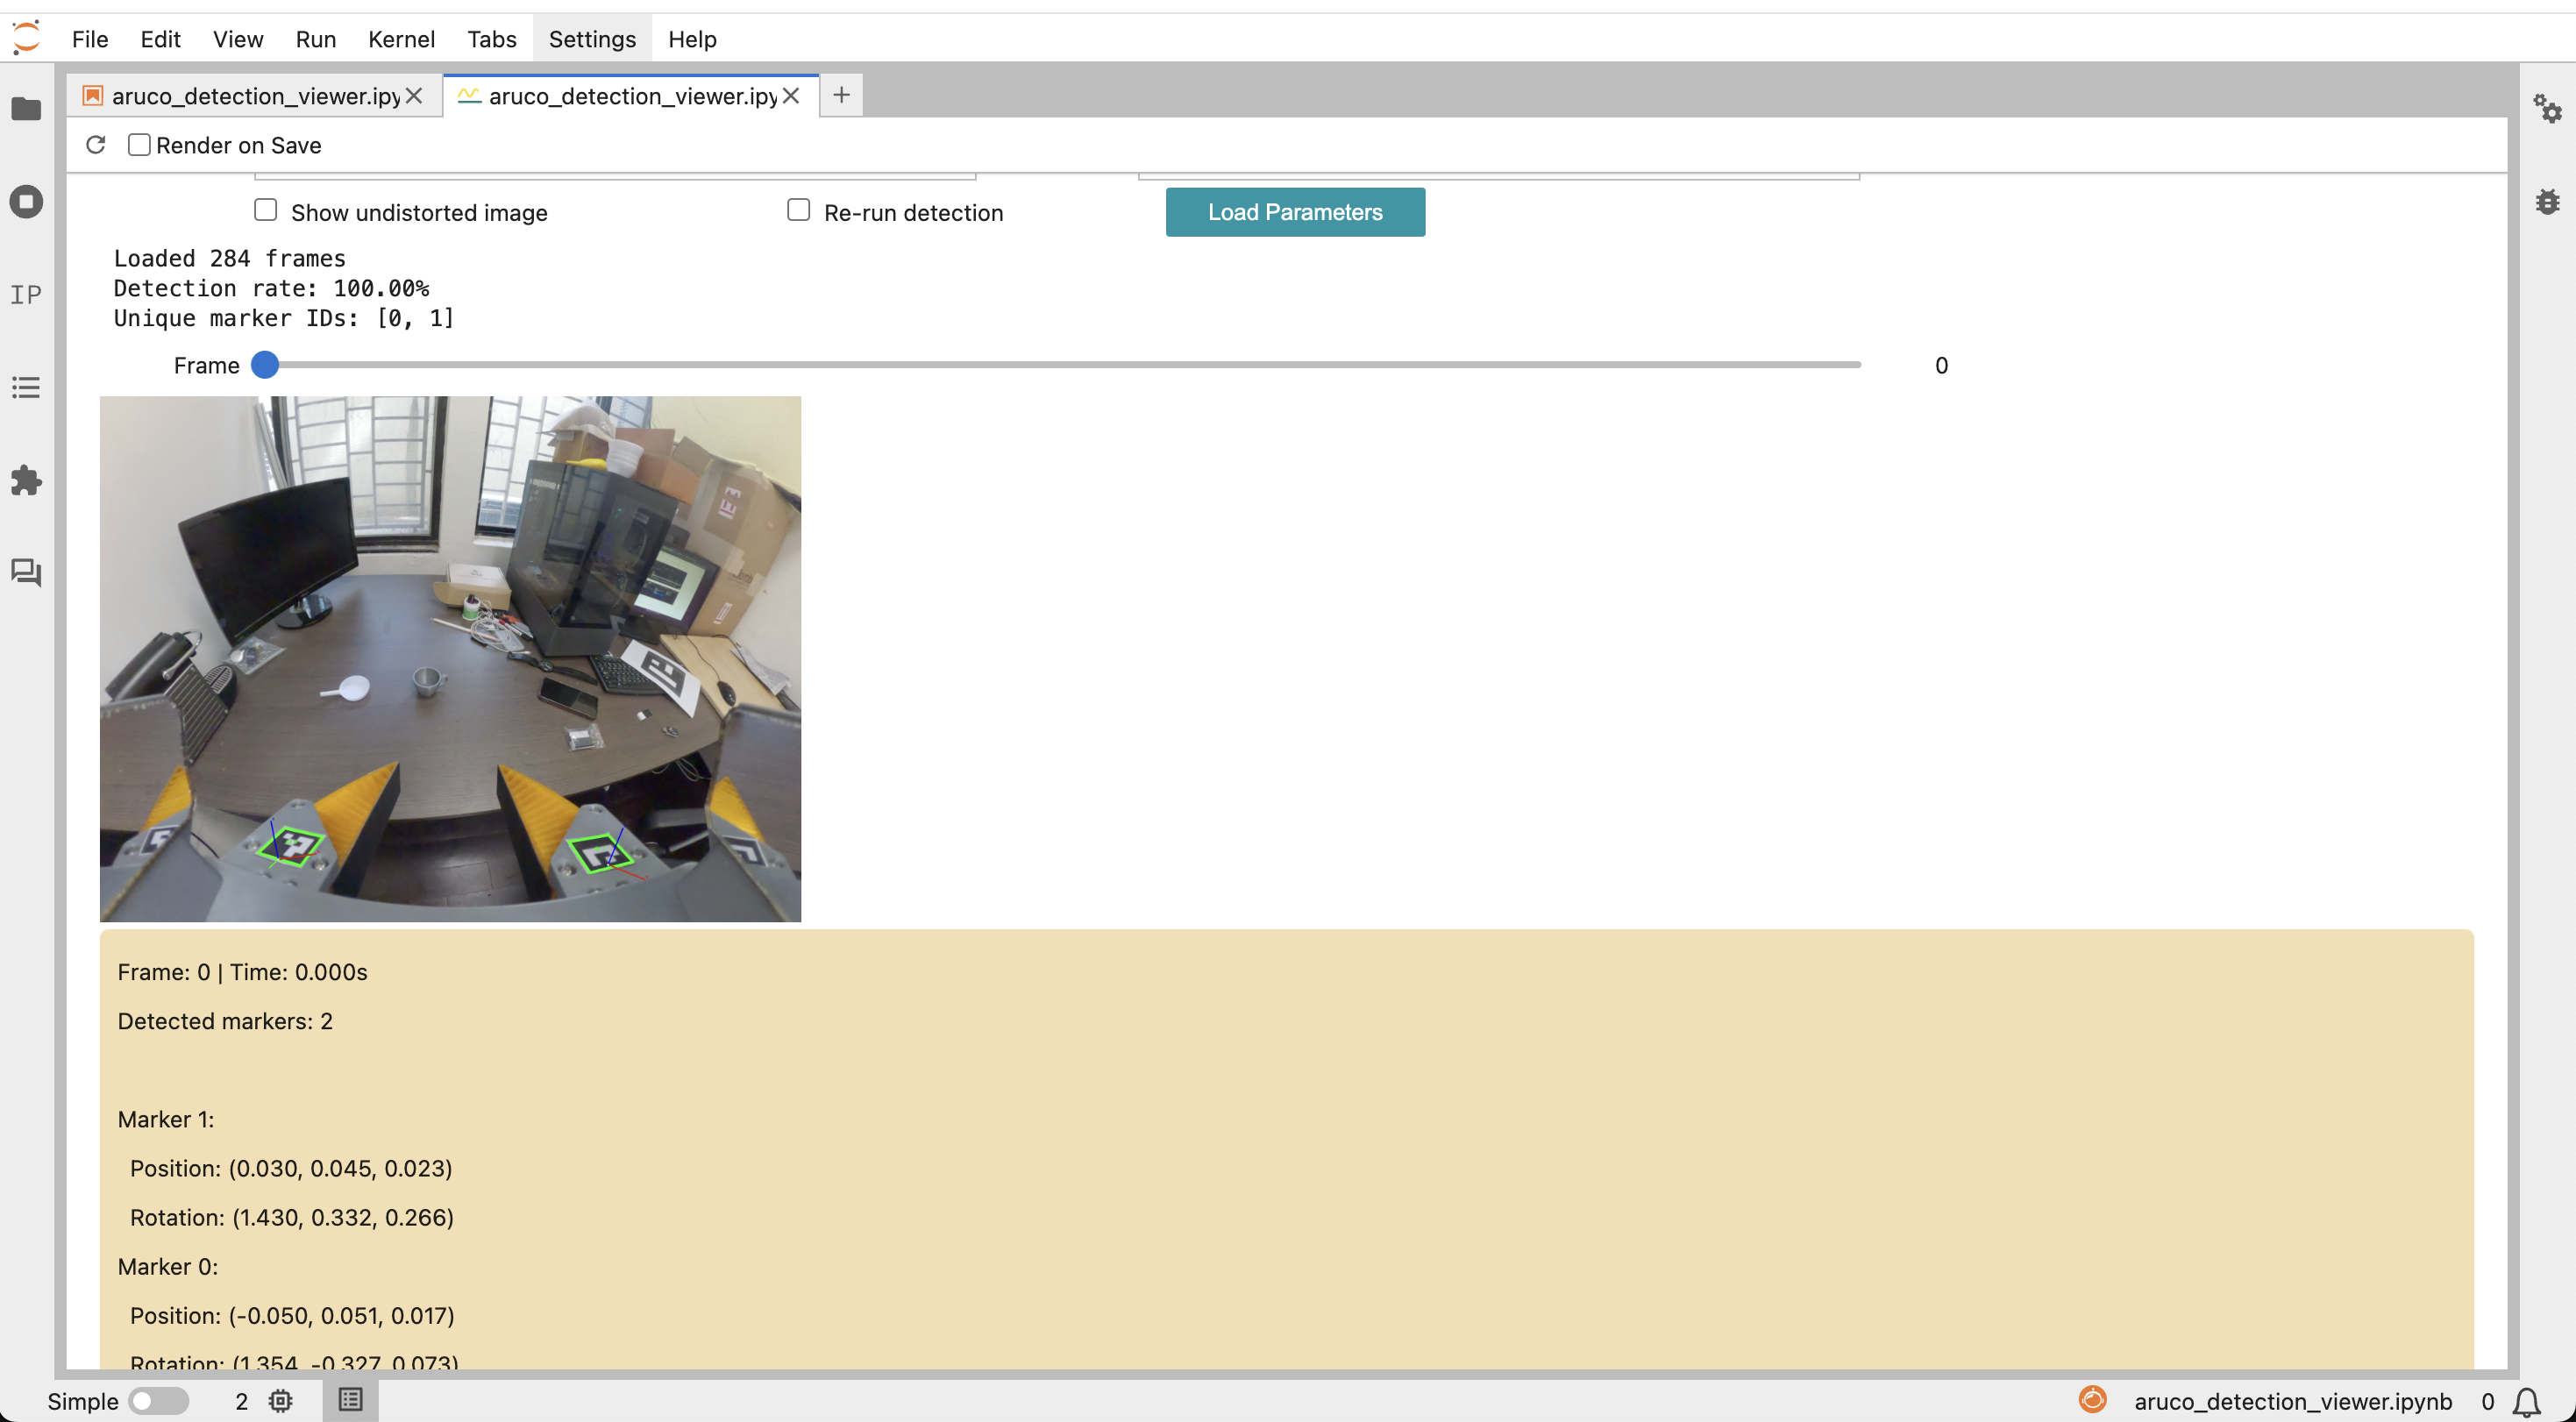 File Edit View Run Kernel Tabs Settings Help
aruco_detection_viewer.ipy aruco_detection_viewer.ipy
Render on Save
IP
Show undistorted image Re-run detection Load Parameters
Loaded 284 frames
Detection rate: 100.00%
Unique marker IDs: [0, 1]
Frame 0
Frame: 0 | Time: 0.000s
Detected markers: 2
Marker 1:
Position: (0.030, 0.045, 0.023)
Rotation: (1.430, 0.332, 0.266)
Marker 0:
Position: (-0.050, 0.051, 0.017)
Rotation: (1.354, -0.327, 0.073)
Simple 2 aruco_detection_viewer.ipynb 0